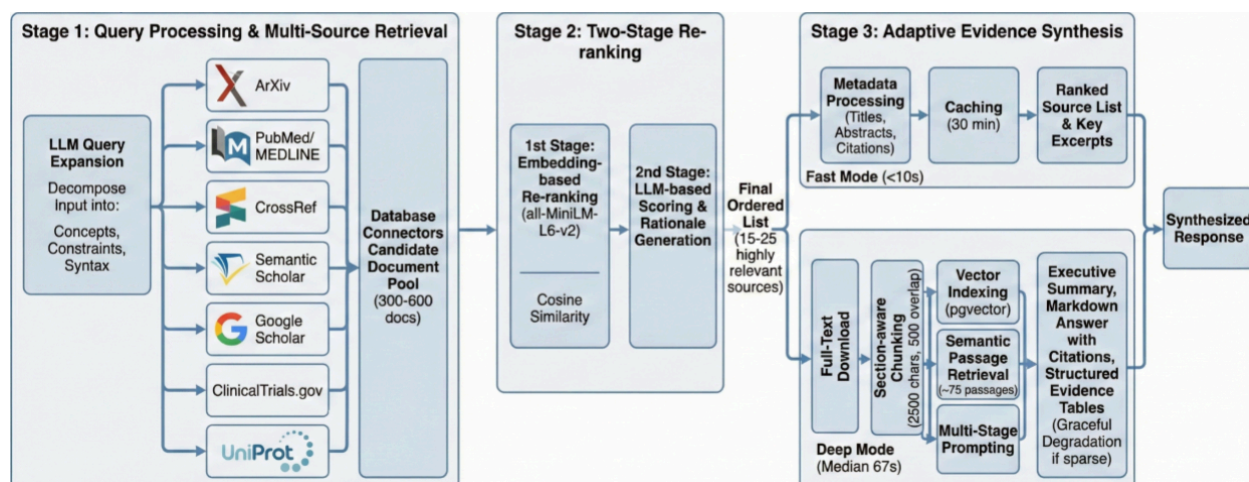 Stage 1: Query Processing & Multi-Source Retrieval
LLM Query
Expansion
Decompose
Input into:
Concepts,
Constraints,
Syntax
ArXiv
M
PubMed/
MEDLINE
CrossRef
Semantic
Scholar
Google
Scholar
ClinicalTrials.gov
UniProt
Database
Connectors
Candidate
Document
Pool
(300-600
docs)
Stage 2: Two-Stage Re-
ranking
1st Stage:
Embedding-
based
Re-ranking
(all-MiniLM-
L6-v2)
Cosine
Similarity
2nd Stage:
LLM-based
Scoring &
Rationale
Generation
Final
Ordered
List
(15-25
highly
relevant
sources)
Stage 3: Adaptive Evidence Synthesis
Metadata
Processing
(Titles,
Abstracts,
Citations)
Caching
(30 min)
Ranked
Source List
& Key
Excerpts
Fast Mode (<10s)
Full-Text
Download
Section-aware
Chunking
(2500 chars, 500 overlap)
Vector
Indexing
(pgvector)
Semantic
Passage
Retrieval
(~75 passages)
Multi-Stage
Prompting
Executive
Summary,
Markdown
Answer
with
Citations,
Structured
Evidence
Tables
(Graceful
Degradation
if sparse)
Deep Mode
(Median 67s)
Synthesized
Response